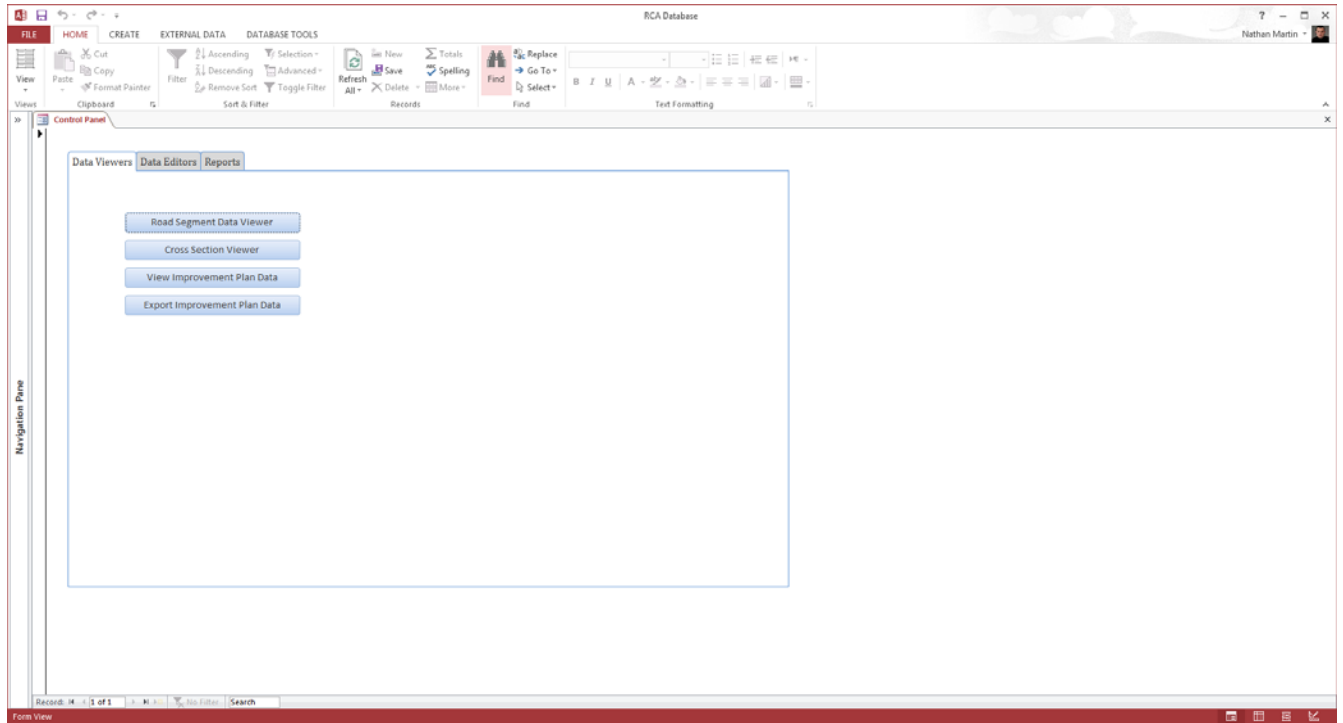 RCA Database
?
FILE HOME CREATE EXTERNAL DATA DATABASE TOOLS Nathan Martin
View
Views
Paste
Cut
Copy
Format Painter
Clipboard
Filter
Ascending
Descending
Remove Sort
Selection
Advanced
Toggle Filter
Sort & Filter
Refresh
All
New
Save
Delete
Totals
Spelling
More
Records
Find
Replace
Go To
Select
Find
B I U A
Text Formatting
Control Panel
Data Viewers Data Editors Reports
Road Segment Data Viewer
Cross Section Viewer
View Improvement Plan Data
Export Improvement Plan Data
Navigation Pane
Record: 1 of 1 No Filter Search
Form View